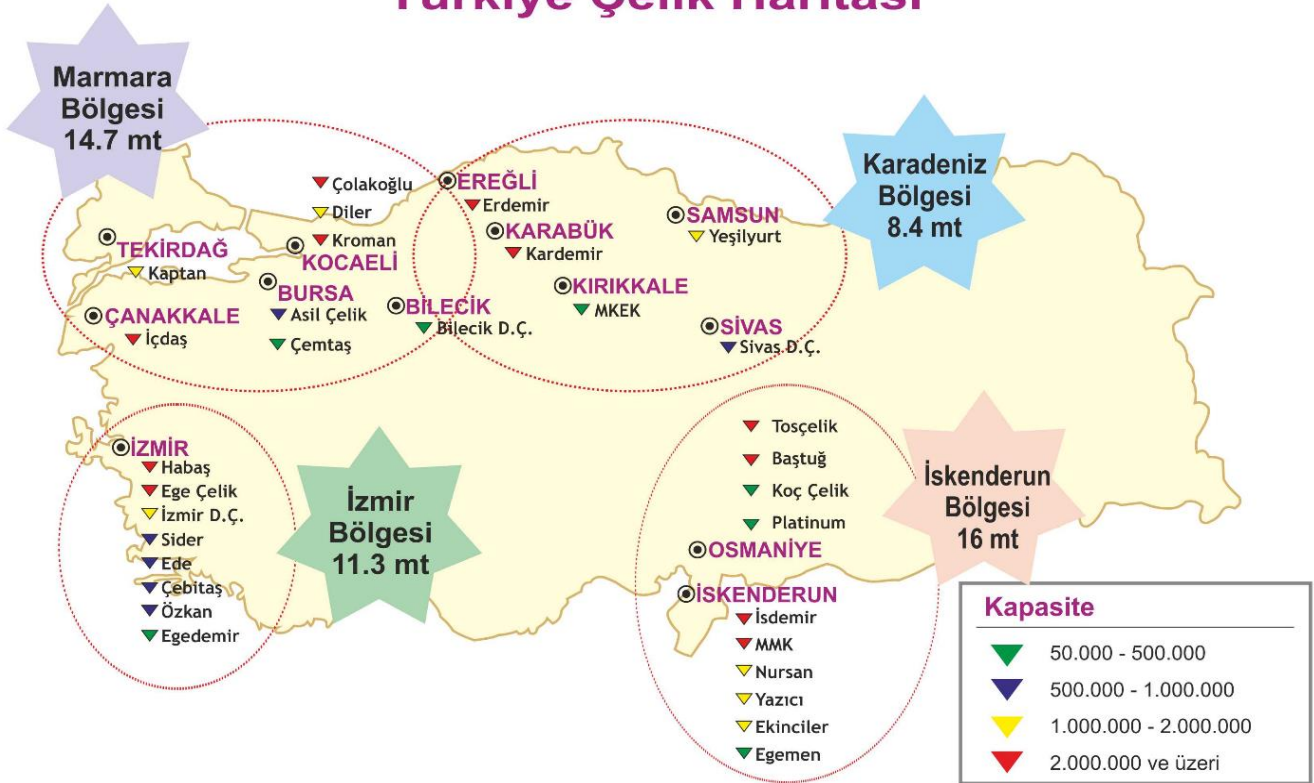 Türkiye Çelik Haritası
Marmara
Bölgesi
14.7 mt
Karadeniz
Bölgesi
8.4 mt
Çolakoğlu
Diler
Kroman
KOCAELİ
TEKİRDAĞ
Kaptan
BURSA
Asil Çelik
Çemtaş
BİLECİK
Bilecik D.Ç.
ÇANAKKALE
İçdaş
EREĞLİ
Erdemir
KARABÜK
Kardemir
SAMSUN
Yeşilyurt
KIRIKKALE
MKEK
SİVAS
Sivas D.Ç.
İZMİR
Habaş
Ege Çelik
İzmir D.Ç.
Sider
Ede
Çebitaş
Özkan
Egedemir
İzmir
Bölgesi
11.3 mt
Tosçelik
Baştuğ
Koç Çelik
Platinum
OSMANİYE
İSKENDERUN
İsdemir
MMK
Nursan
Yazıcı
Ekinciler
Egemen
İskenderun
Bölgesi
16 mt
Kapasite
50.000 - 500.000
500.000 - 1.000.000
1.000.000 - 2.000.000
2.000.000 ve üzeri